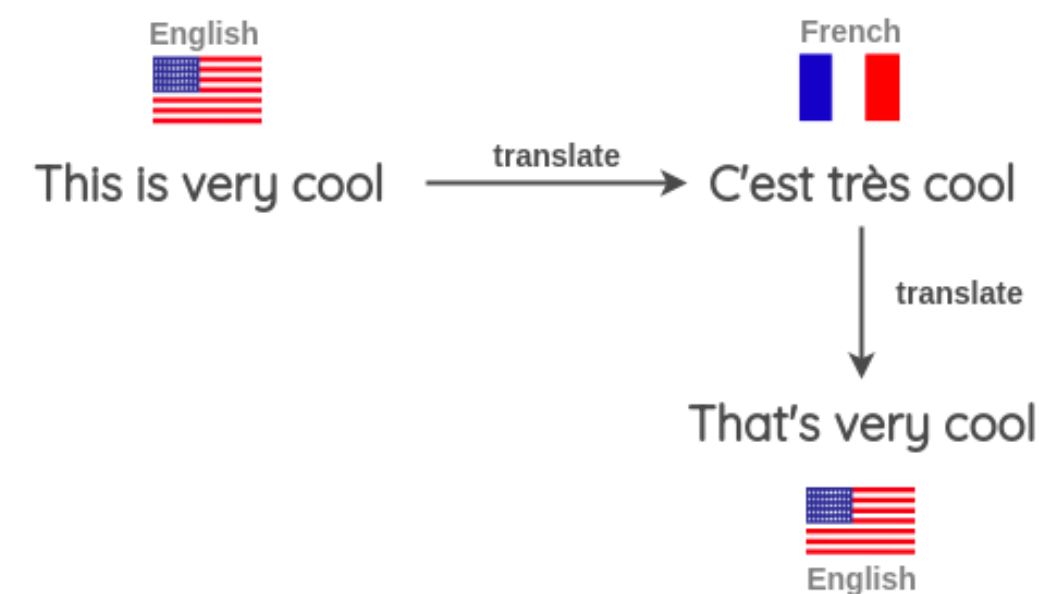 English
French
This is very cool
translate
C'est très cool
translate
That's very cool
English